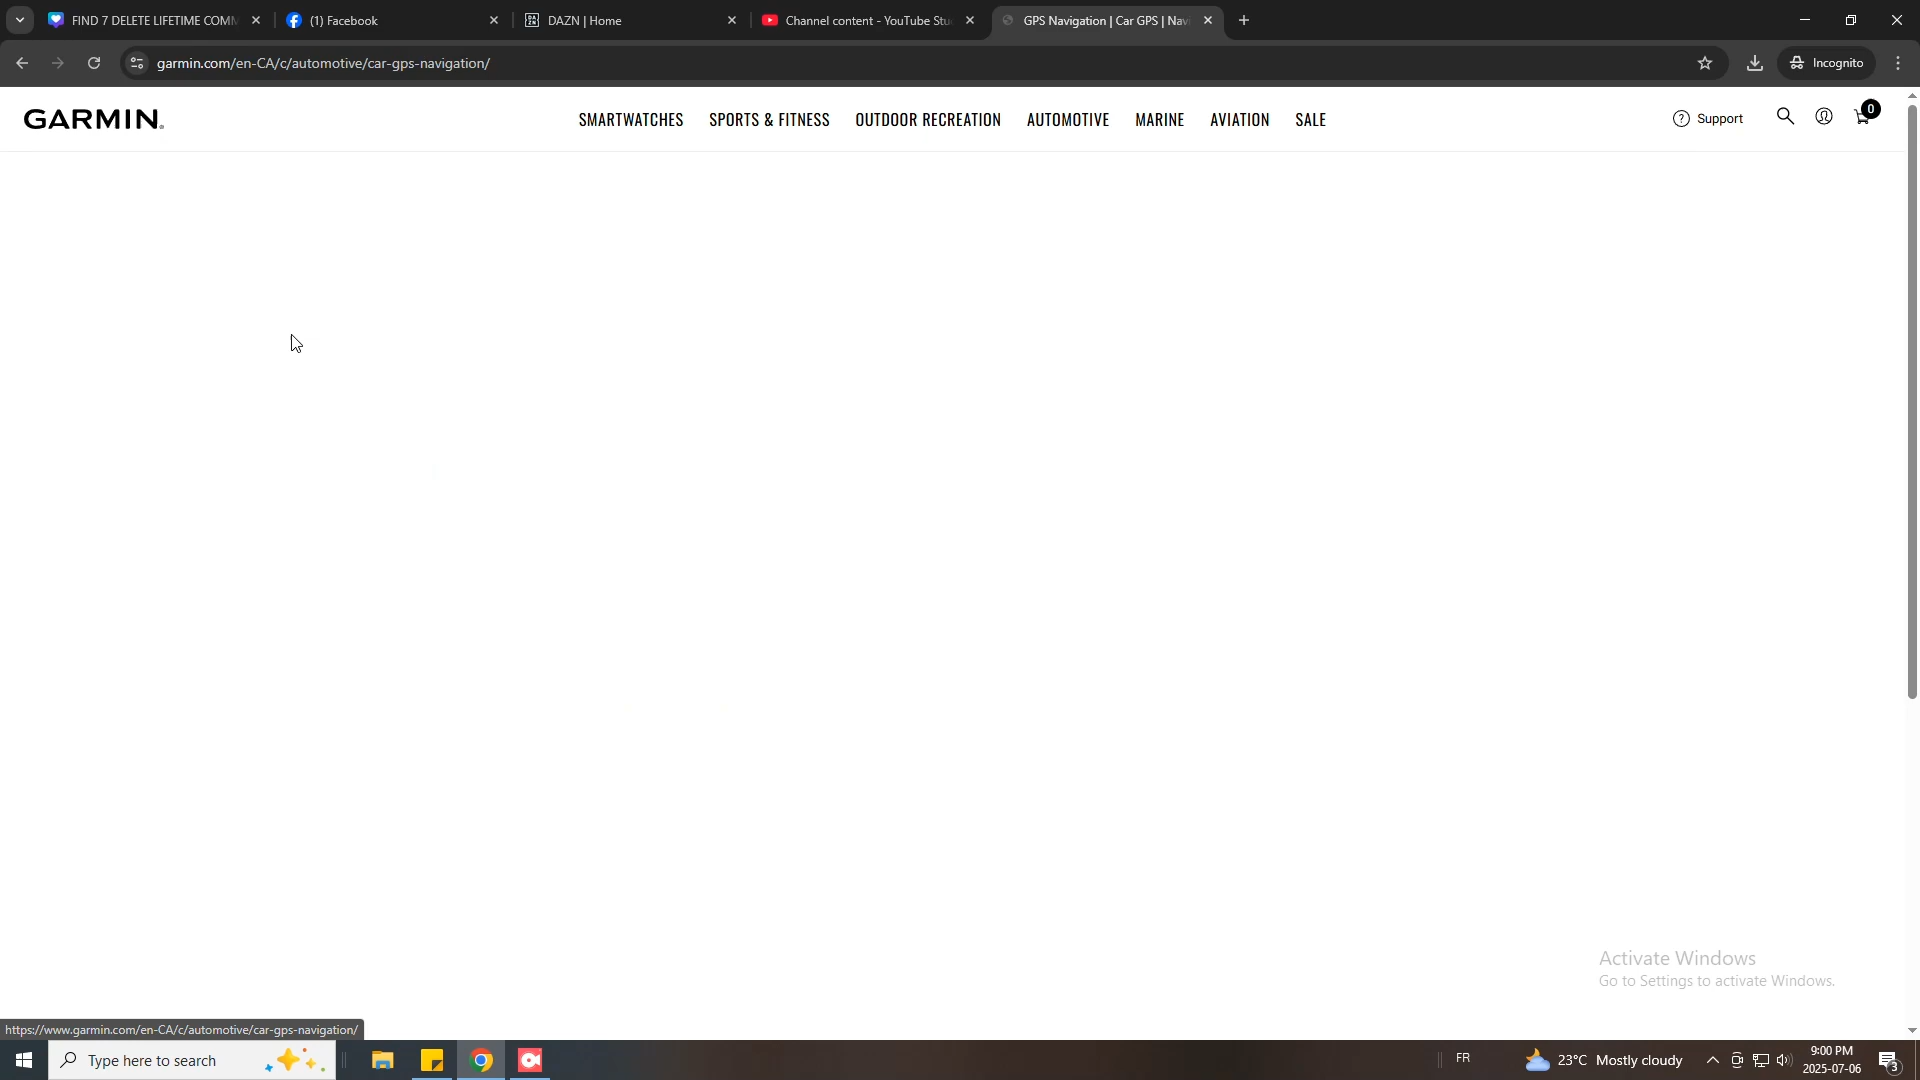 FIND 7 DELETE LIFETIME COMM
(1) Facebook
DAZN | Home
Channel content - YouTube Stu
GPS Navigation | Car GPS | Navi
garmin.com/en-CA/c/automotive/car-gps-navigation/
Incognito
GARMIN.
SMARTWATCHES
SPORTS & FITNESS
OUTDOOR RECREATION
AUTOMOTIVE
MARINE
AVIATION
SALE
Support
0
Activate Windows
Go to Settings to activate Windows.
https://www.garmin.com/en-CA/c/automotive/car-gps-navigation/
Type here to search
FR
23°C Mostly cloudy
9:00 PM
2025-07-06
3